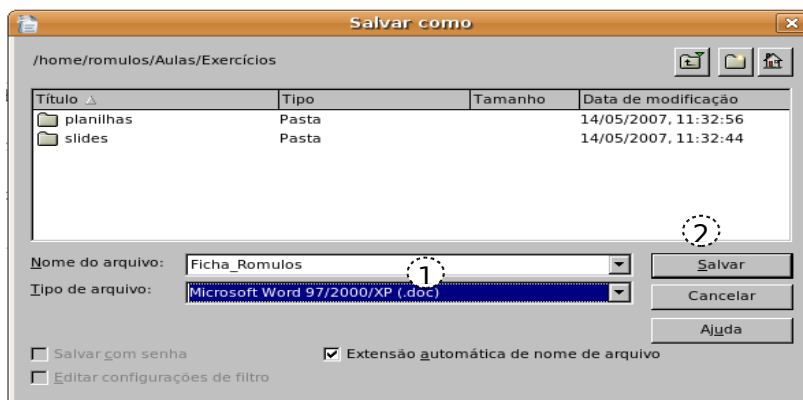 Salvar como
/home/romulos/Aulas/Exercícios
Título Tipo Tamanho Data de modificação
planilhas Pasta 14/05/2007, 11:32:56
slides Pasta 14/05/2007, 11:32:44
2
Nome do arquivo: Ficha_Romulos Salvar
1
Tipo de arquivo: Microsoft Word 97/2000/XP (.doc) Cancelar
Ajuda
Salvar com senha Extensão automática de nome de arquivo
Editar configurações de filtro